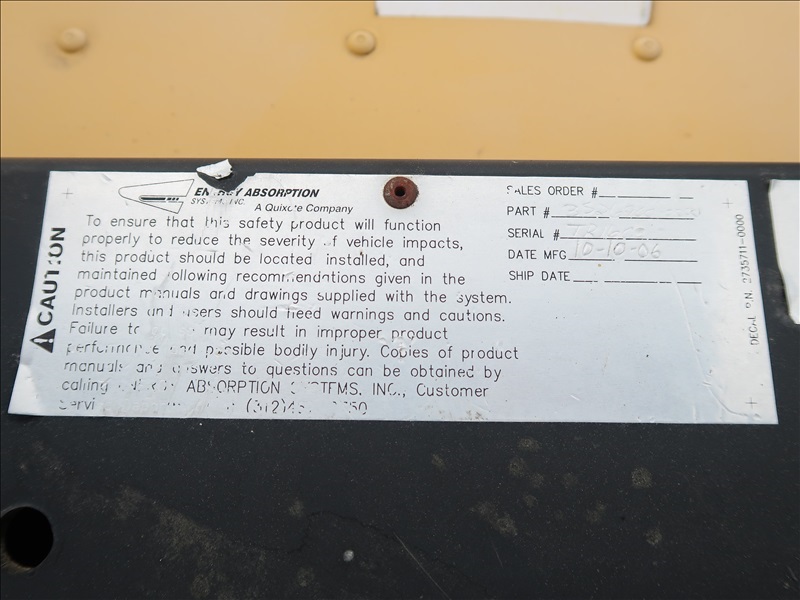 CAUTION
ENERGY ABSORPTION
SYSTEMS, INC.
A Quixote Company
To ensure that this safety product will function
properly to reduce the severity of vehicle impacts,
this product should be located installed, and
maintained following recommendations given in the
product manuals and drawings supplied with the system.
Installers and users should heed warnings and cautions.
Failure to may result in improper product
performance and possible bodily injury. Copies of product
manuals and answers to questions can be obtained by
calling ABSORPTION SYSTEMS, INC., Customer
SALES ORDER #
PART #
SERIAL #
DATE MFG 10-10-06
SHIP DATE
DECAL P.N. 2735711-0000